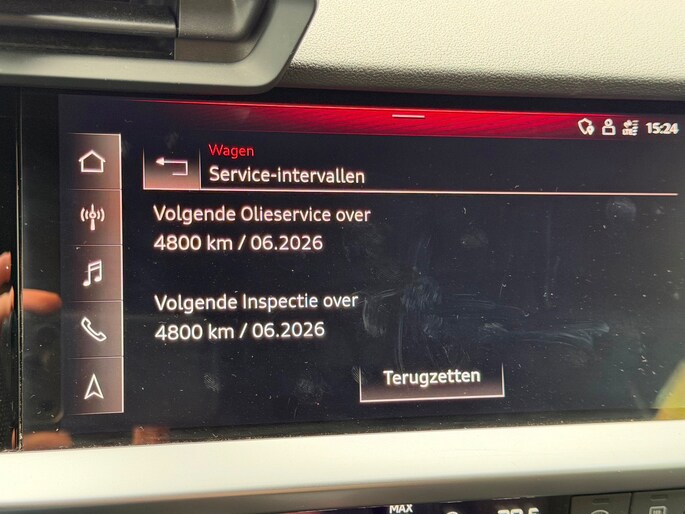 15:24
Wagen
Service-intervallen
Volgende Olieservice over
4800 km / 06.2026
Volgende Inspectie over
4800 km / 06.2026
Terugzetten
MAX